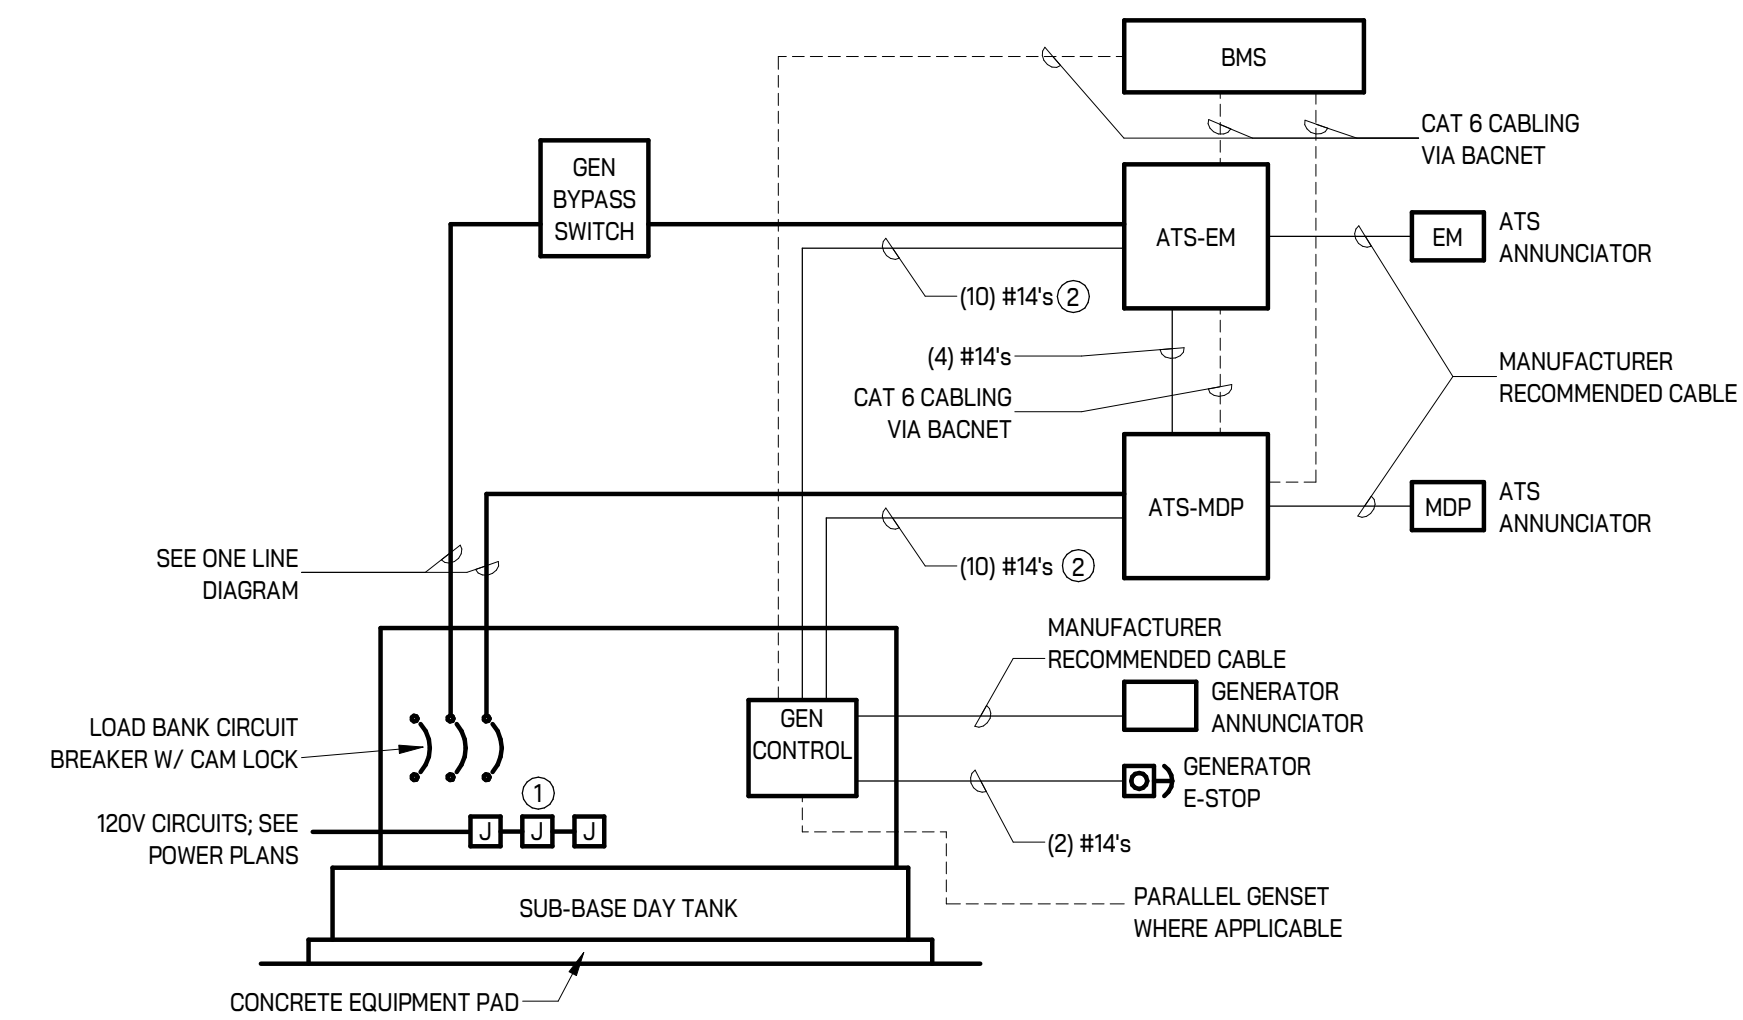 BMS
CAT 6 CABLING
VIA BACNET
GEN
BYPASS
SWITCH
ATS-EM
EM
ATS
ANNUNCIATOR
(10) #14's 2
(4) #14's
CAT 6 CABLING
VIA BACNET
MANUFACTURER
RECOMMENDED CABLE
ATS-MDP
MDP
ATS
ANNUNCIATOR
(10) #14's 2
SEE ONE LINE
DIAGRAM
MANUFACTURER
RECOMMENDED CABLE
GENERATOR
ANNUNCIATOR
GEN
CONTROL
LOAD BANK CIRCUIT
BREAKER W/ CAM LOCK
GENERATOR
E-STOP
1
120V CIRCUITS; SEE
POWER PLANS
J J J
(2) #14's
PARALLEL GENSET
WHERE APPLICABLE
SUB-BASE DAY TANK
CONCRETE EQUIPMENT PAD